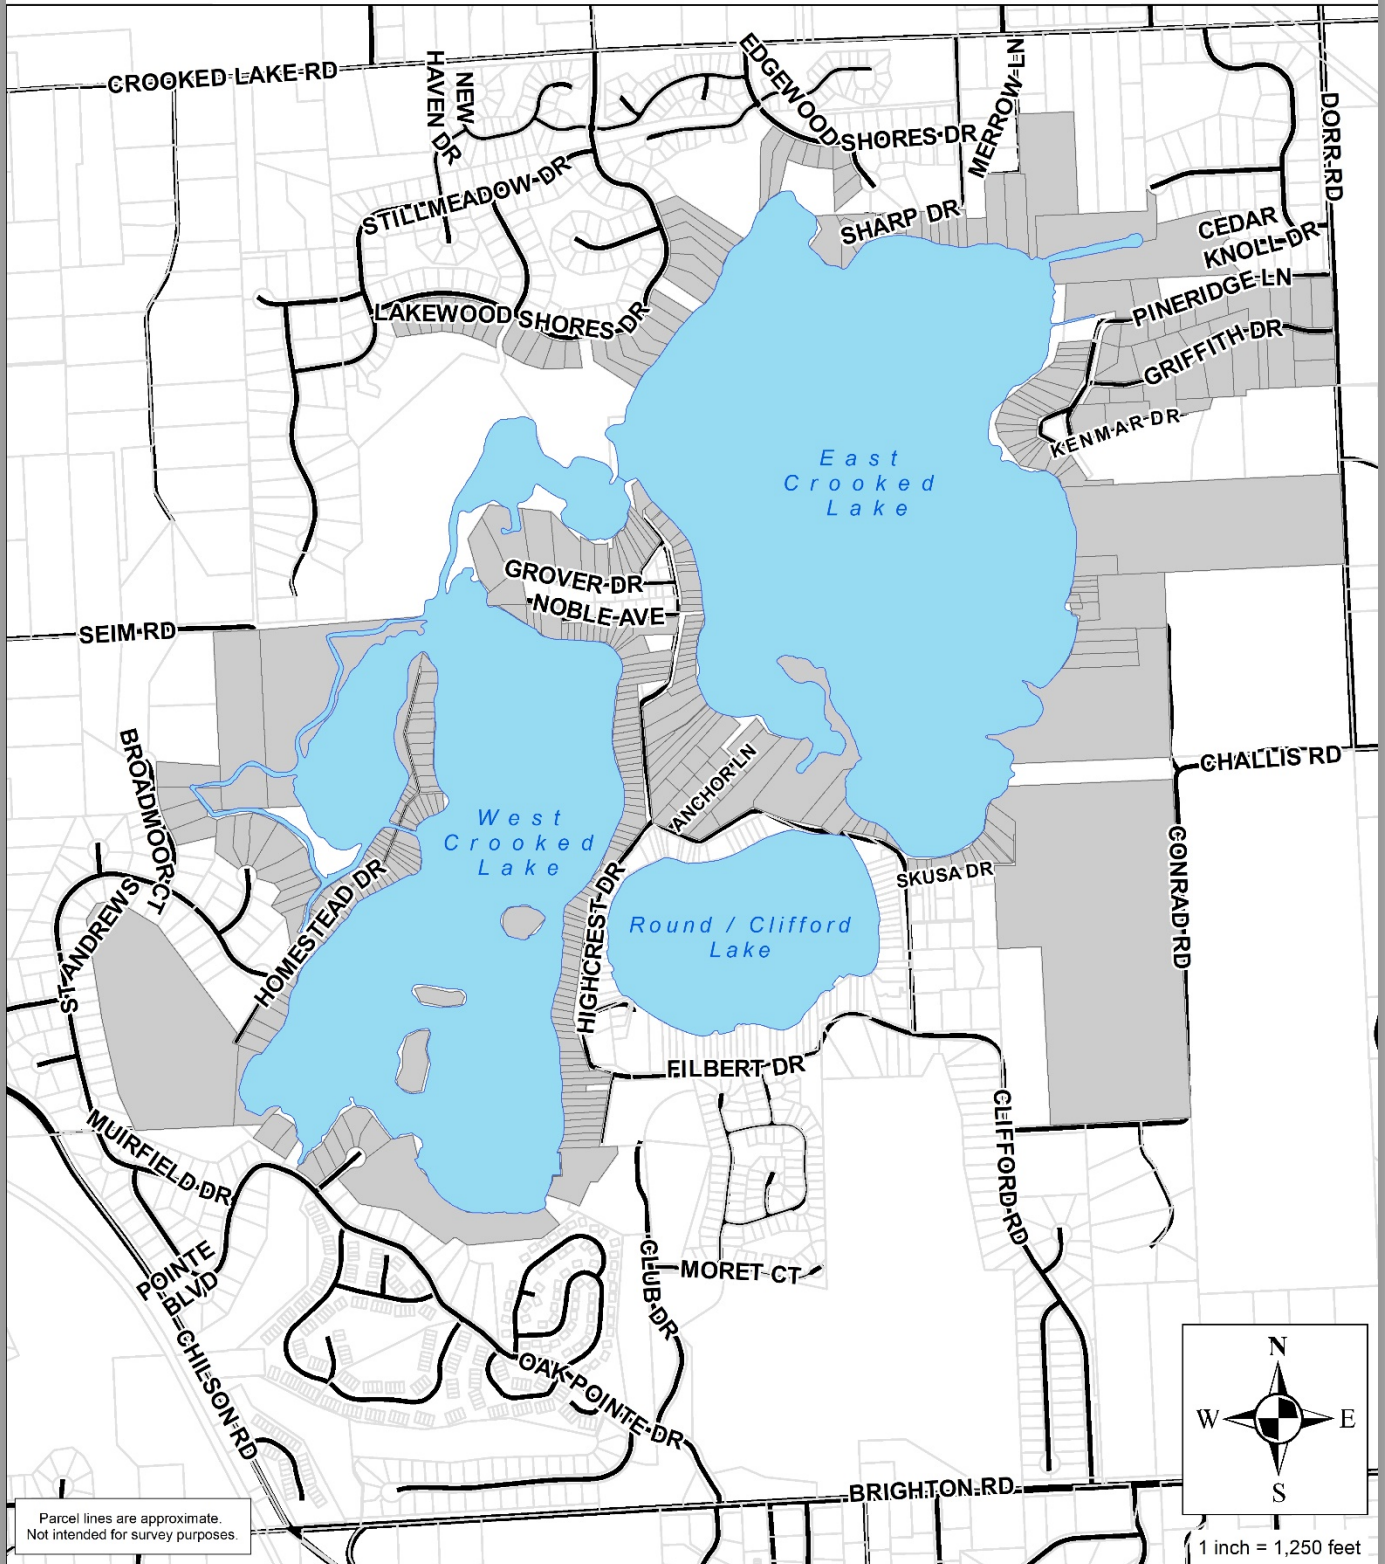 CROOKED LAKE RD
NEW
HAVEN DR
EDGEWOOD
SHORES DR
MERROW LN
DORR RD
STILLMEADOW DR
SHARP DR
CEDAR
KNOLL DR
PINERIDGE LN
LAKEWOOD SHORES DR
GRIFFITH DR
KENMAR DR
East
Crooked
Lake
GROVER DR
NOBLE AVE
SEIM RD
BROADMOOR CT
ANCHOR LN
CHALLIS RD
West
Crooked
Lake
CONRAD RD
SKUSA DR
ST ANDREWS
HOMESTEAD DR
HIGHCREST DR
Round / Clifford
Lake
FILBERT DR
MUIRFIELD DR
CLIFFORD RD
POINTE
BLVD
CLUB DR
MORET CT
CHILSON RD
OAK POINTE DR
BRIGHTON RD
N
W E
S
Parcel lines are approximate.
Not intended for survey purposes.
1 inch = 1,250 feet